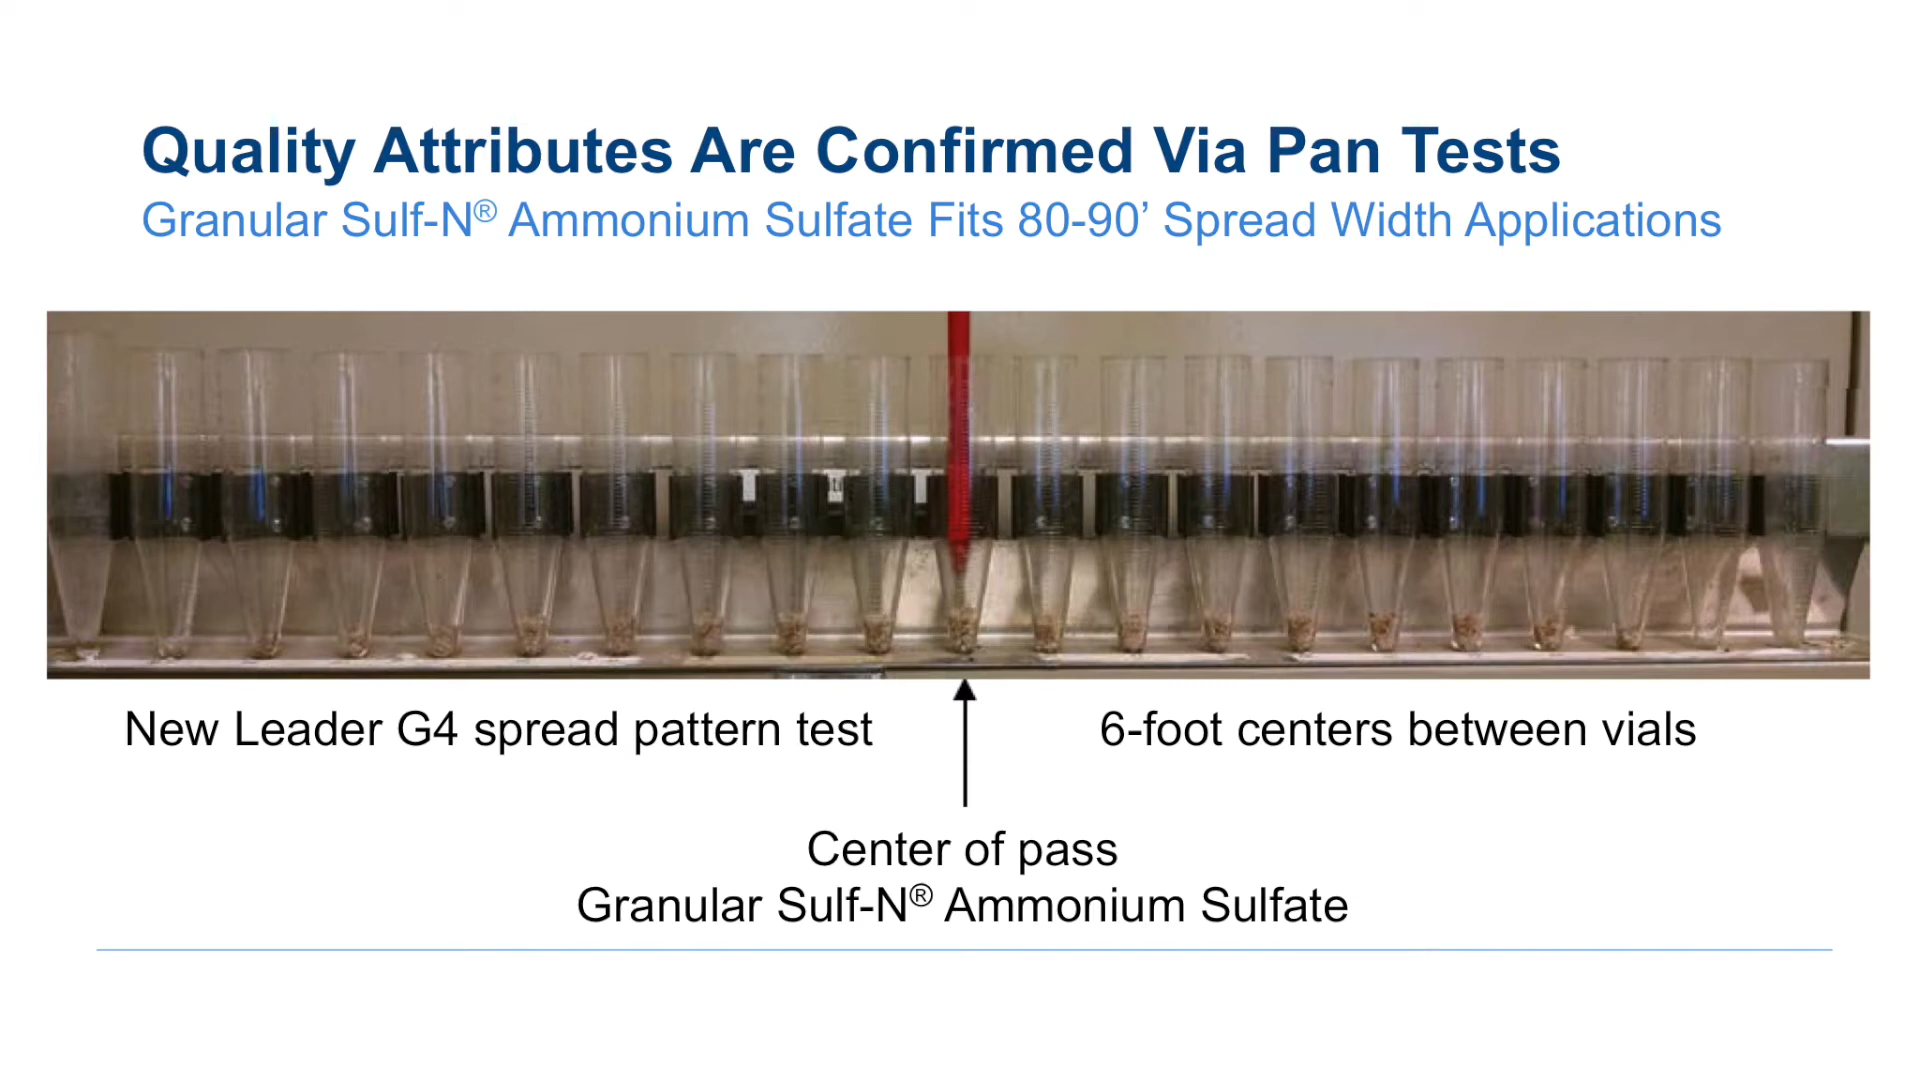 Quality Attributes Are Confirmed Via Pan Tests
Granular Sulf-N® Ammonium Sulfate Fits 80-90’ Spread Width Applications
New Leader G4 spread pattern test
6-foot centers between vials
Center of pass
Granular Sulf-N® Ammonium Sulfate